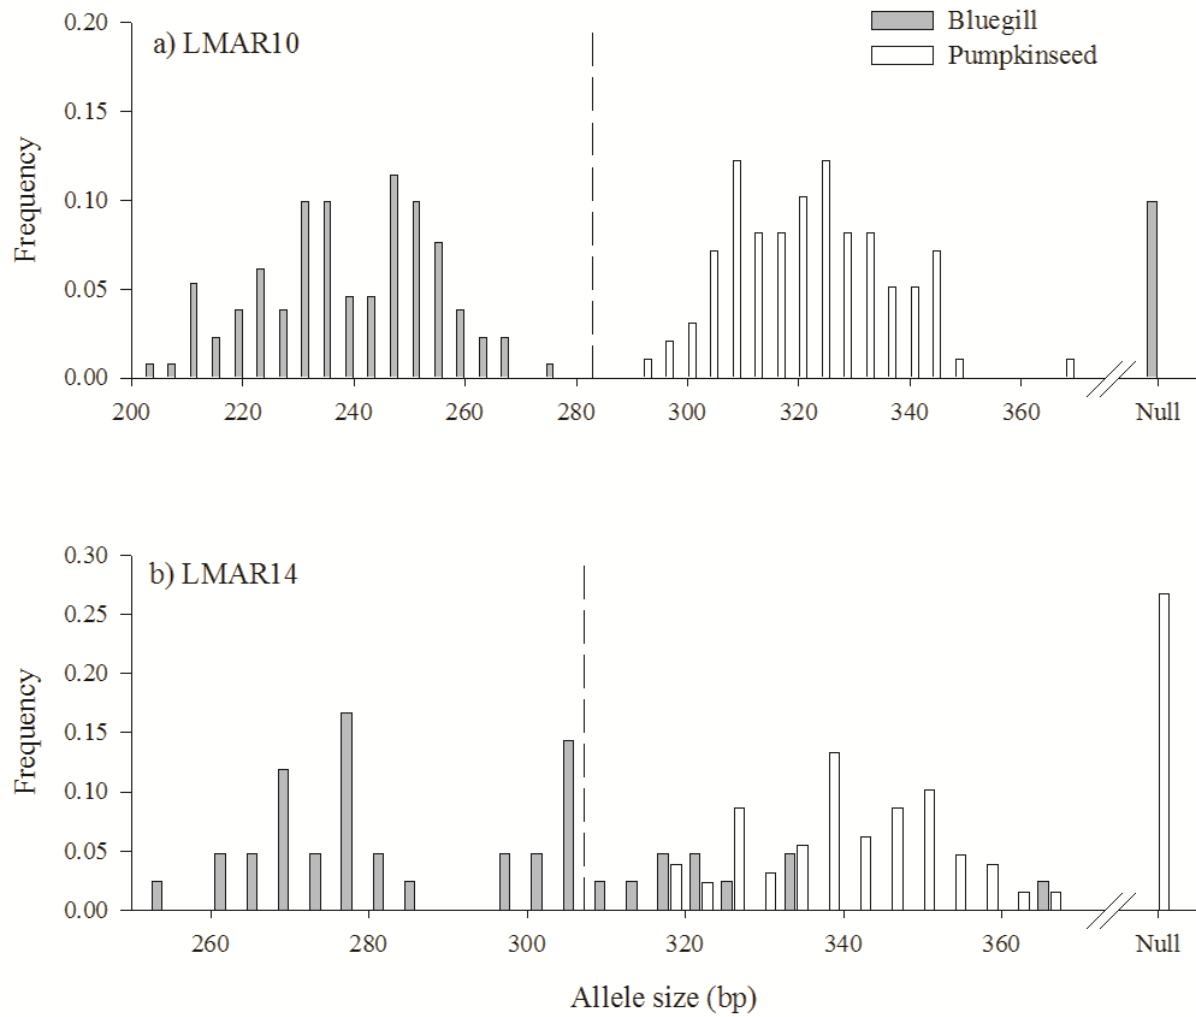 a) LMAR10
Bluegill
Pumpkinseed
Frequency
0.20
0.15
0.10
0.05
0.00
200 220 240 260 280 300 320 340 360 Null
b) LMAR14
Frequency
0.30
0.25
0.20
0.15
0.10
0.05
0.00
260 280 300 320 340 360 Null
Allele size (bp)